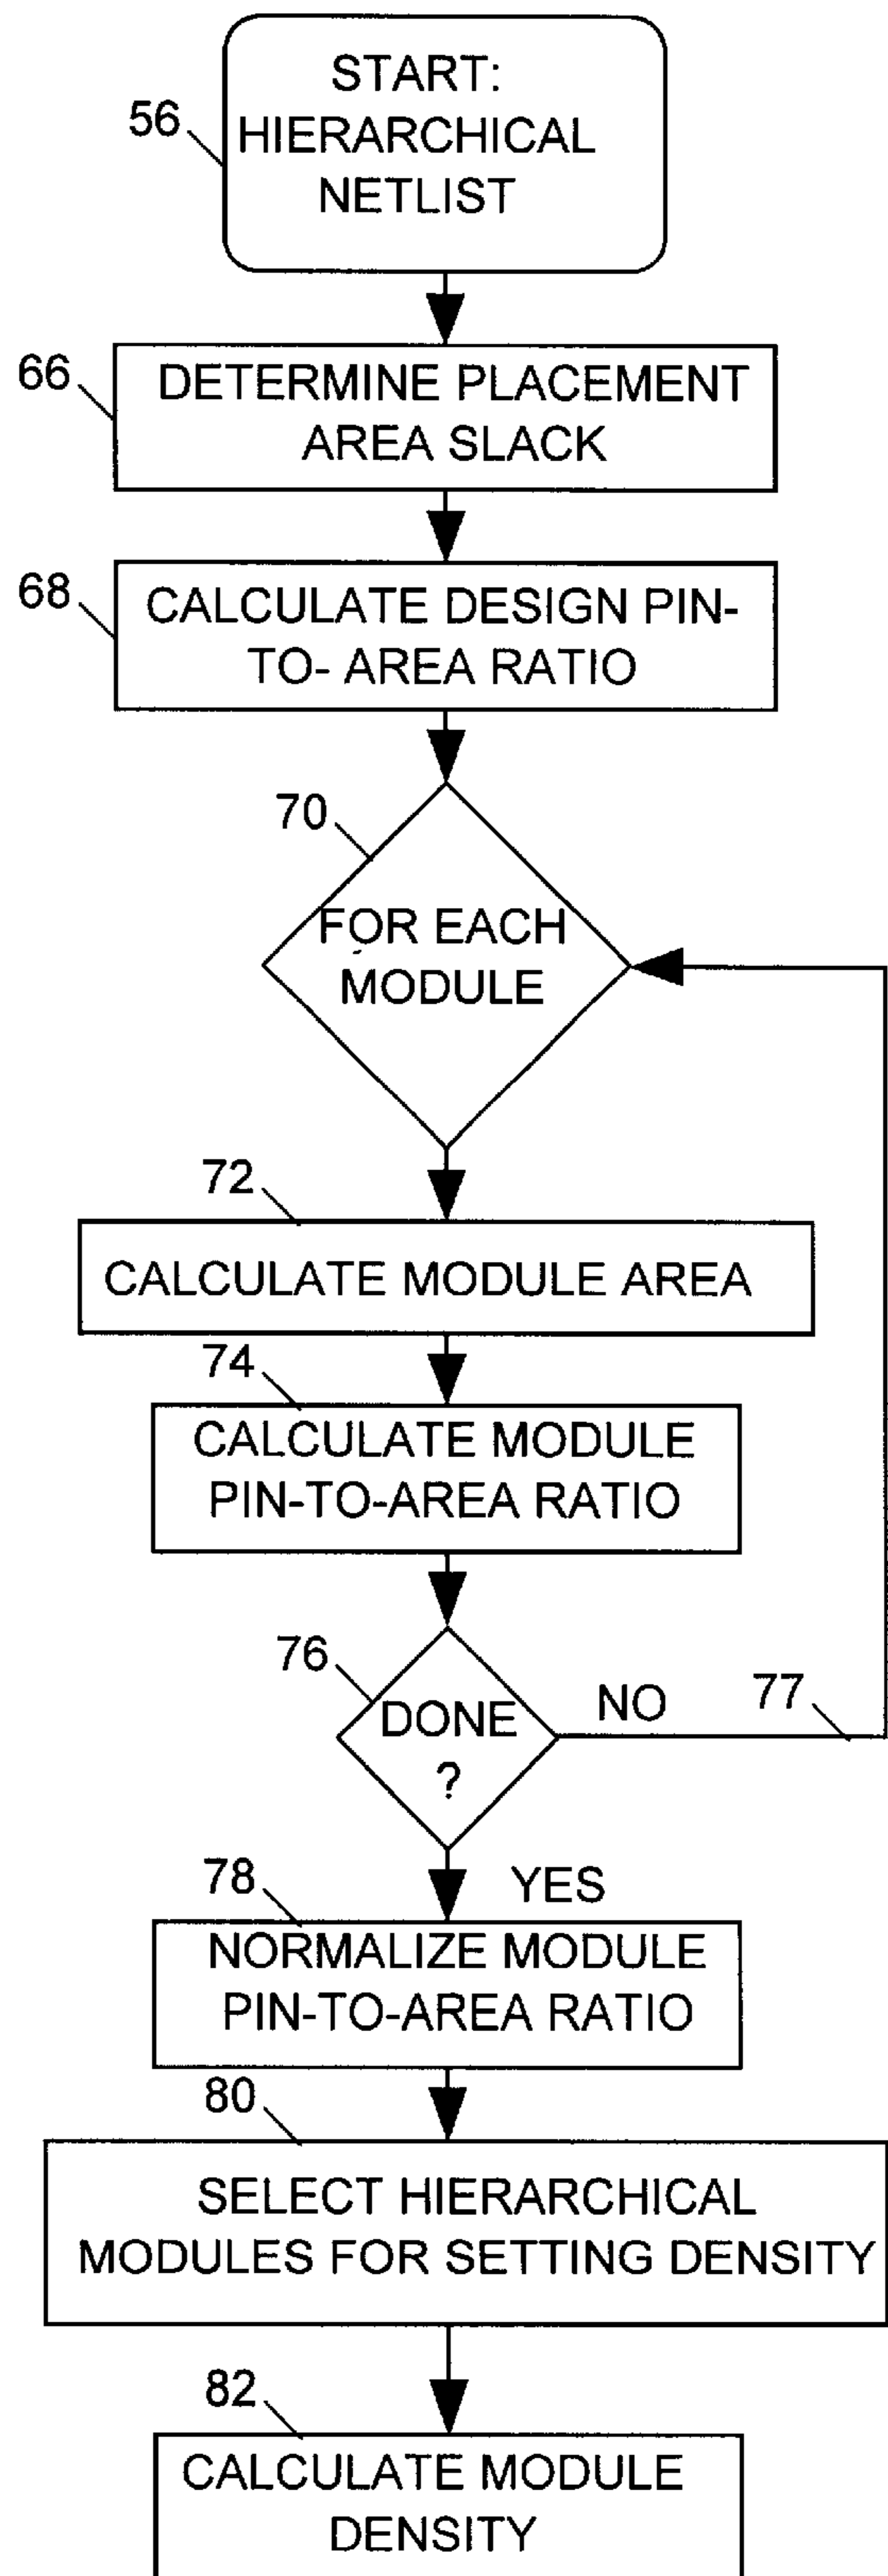 START:
56
HIERARCHICAL
NETLIST
66
DETERMINE PLACEMENT
AREA SLACK
68
CALCULATE DESIGN PIN-
TO- AREA RATIO
70
FOR EACH
MODULE
72
CALCULATE MODULE AREA
74
CALCULATE MODULE
PIN-TO-AREA RATIO
76
DONE
?
NO
77
YES
78
NORMALIZE MODULE
PIN-TO-AREA RATIO
80
SELECT HIERARCHICAL
MODULES FOR SETTING DENSITY
82
CALCULATE MODULE
DENSITY